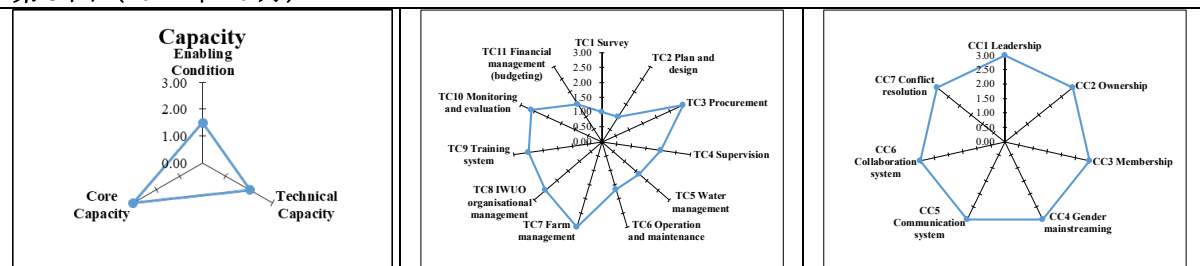 Capacity
Enabling
Condition
3.00
2.00
1.00
0.00
Core
Capacity
Technical
Capacity
TC1 Survey
3.00
2.50
2.00
1.50
1.00
0.50
0.00
TC2 Plan and
design
TC3 Procurement
TC4 Supervision
TC5 Water
management
TC6 Operation
and maintenance
TC7 Farm
management
TC8 IWUO
organisational
management
TC9 Training
system
TC10 Monitoring
and evaluation
TC11 Financial
management
(budgeting)
CC1 Leadership
3.00
2.50
2.00
1.50
1.00
0.50
0.00
CC2 Ownership
CC3 Membership
CC4 Gender
mainstreaming
CC5
Communication
system
CC6
Collaboration
system
CC7 Conflict
resolution